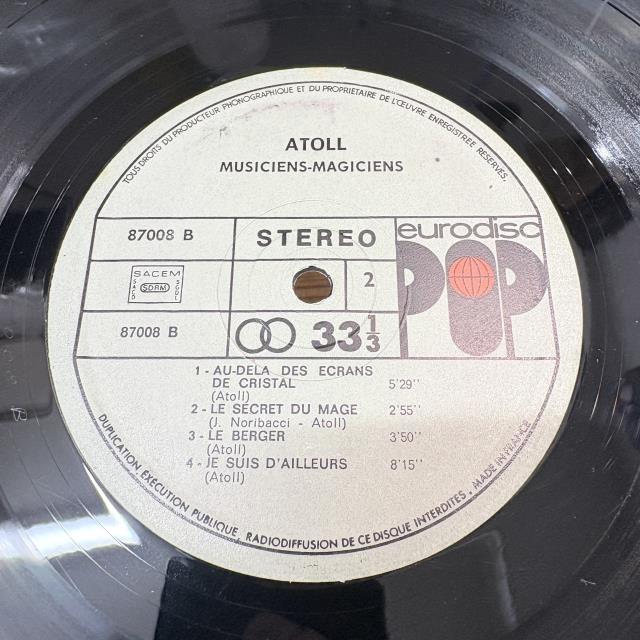 TOUS DROITS DU PRODUCTEUR PHONOGRAPHIQUE ET DU PROPRIETAIRE DE L'ŒUVRE ENREGISTREE RESERVES.
ATOLL
MUSICIENS-MAGICIENS
87008 B
STEREO
eurodisc
POP
SACEM
SACD
SDRM
SGDL
2
87008 B
33 1/3
1 - AU-DELA DES ECRANS
DE CRISTAL 5'29''
(Atoll)
2 - LE SECRET DU MAGE 2'55''
(J. Noribacci - Atoll)
3 - LE BERGER 3'50''
(Atoll)
4 - JE SUIS D'AILLEURS 8'15''
(Atoll)
DUPLICATION EXECUTION PUBLIQUE, RADIODIFFUSION DE CE DISQUE INTERDITES. MADE IN FRANCE